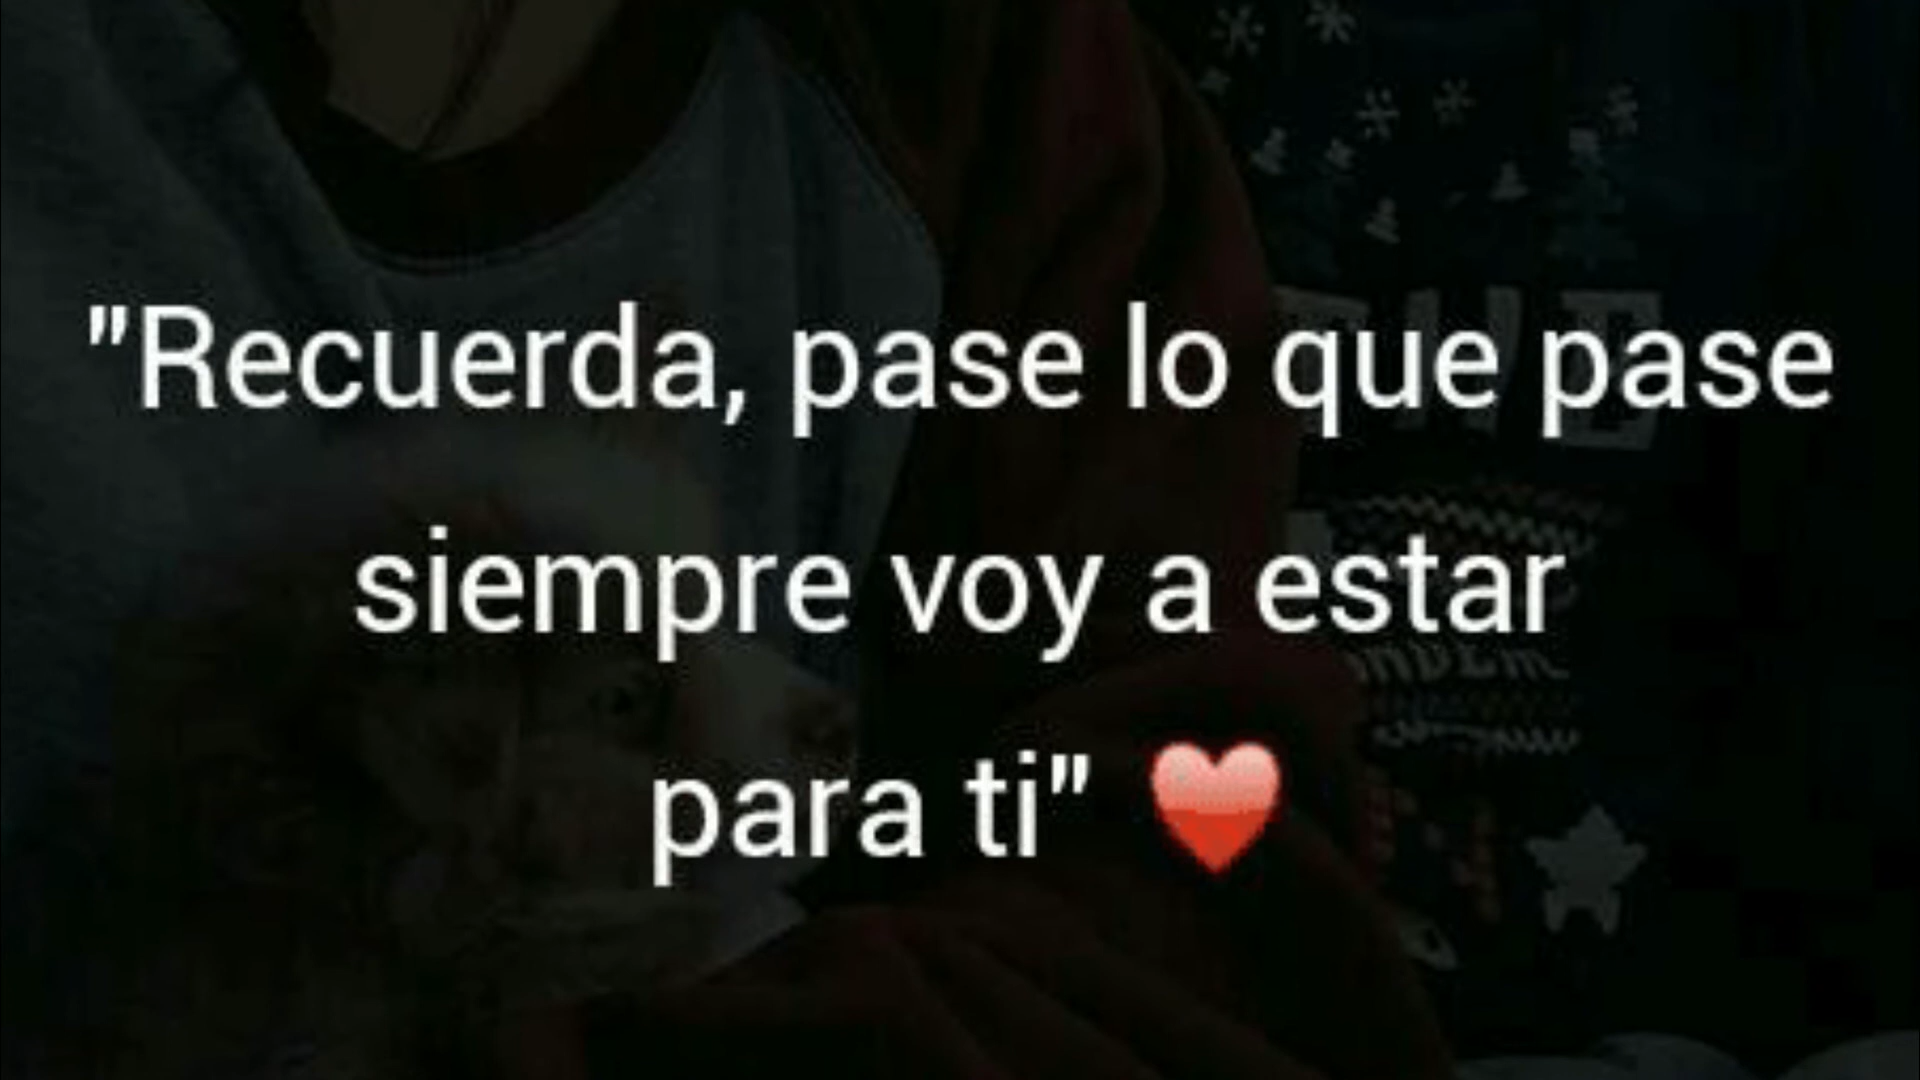 "Recuerda, pase lo que pase
siempre voy a estar
para ti" ♥